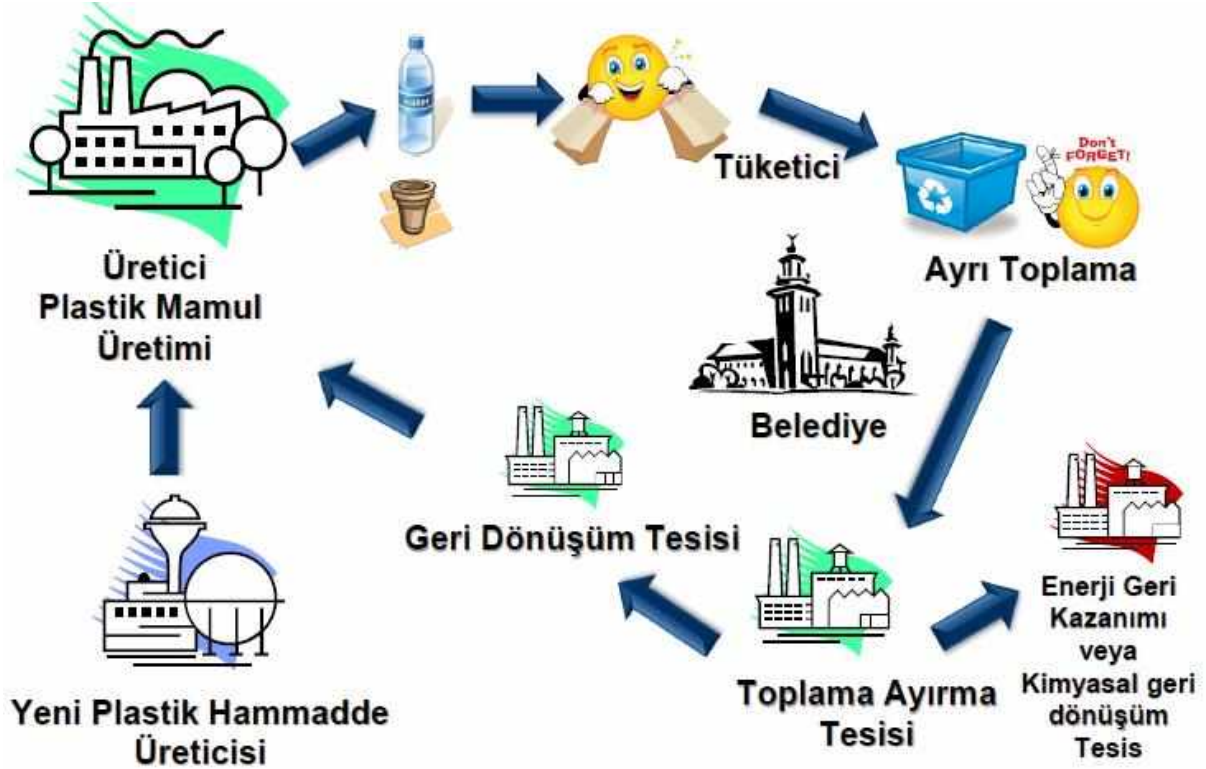 Üretici
Plastik Mamul
Üretimi
Tüketici
Don't
FORGET!
Ayrı Toplama
Belediye
Geri Dönüşüm Tesisi
Enerji Geri
Kazanımı
veya
Kimyasal geri
dönüşüm
Tesis
Toplama Ayırma
Tesisi
Yeni Plastik Hammadde
Üreticisi